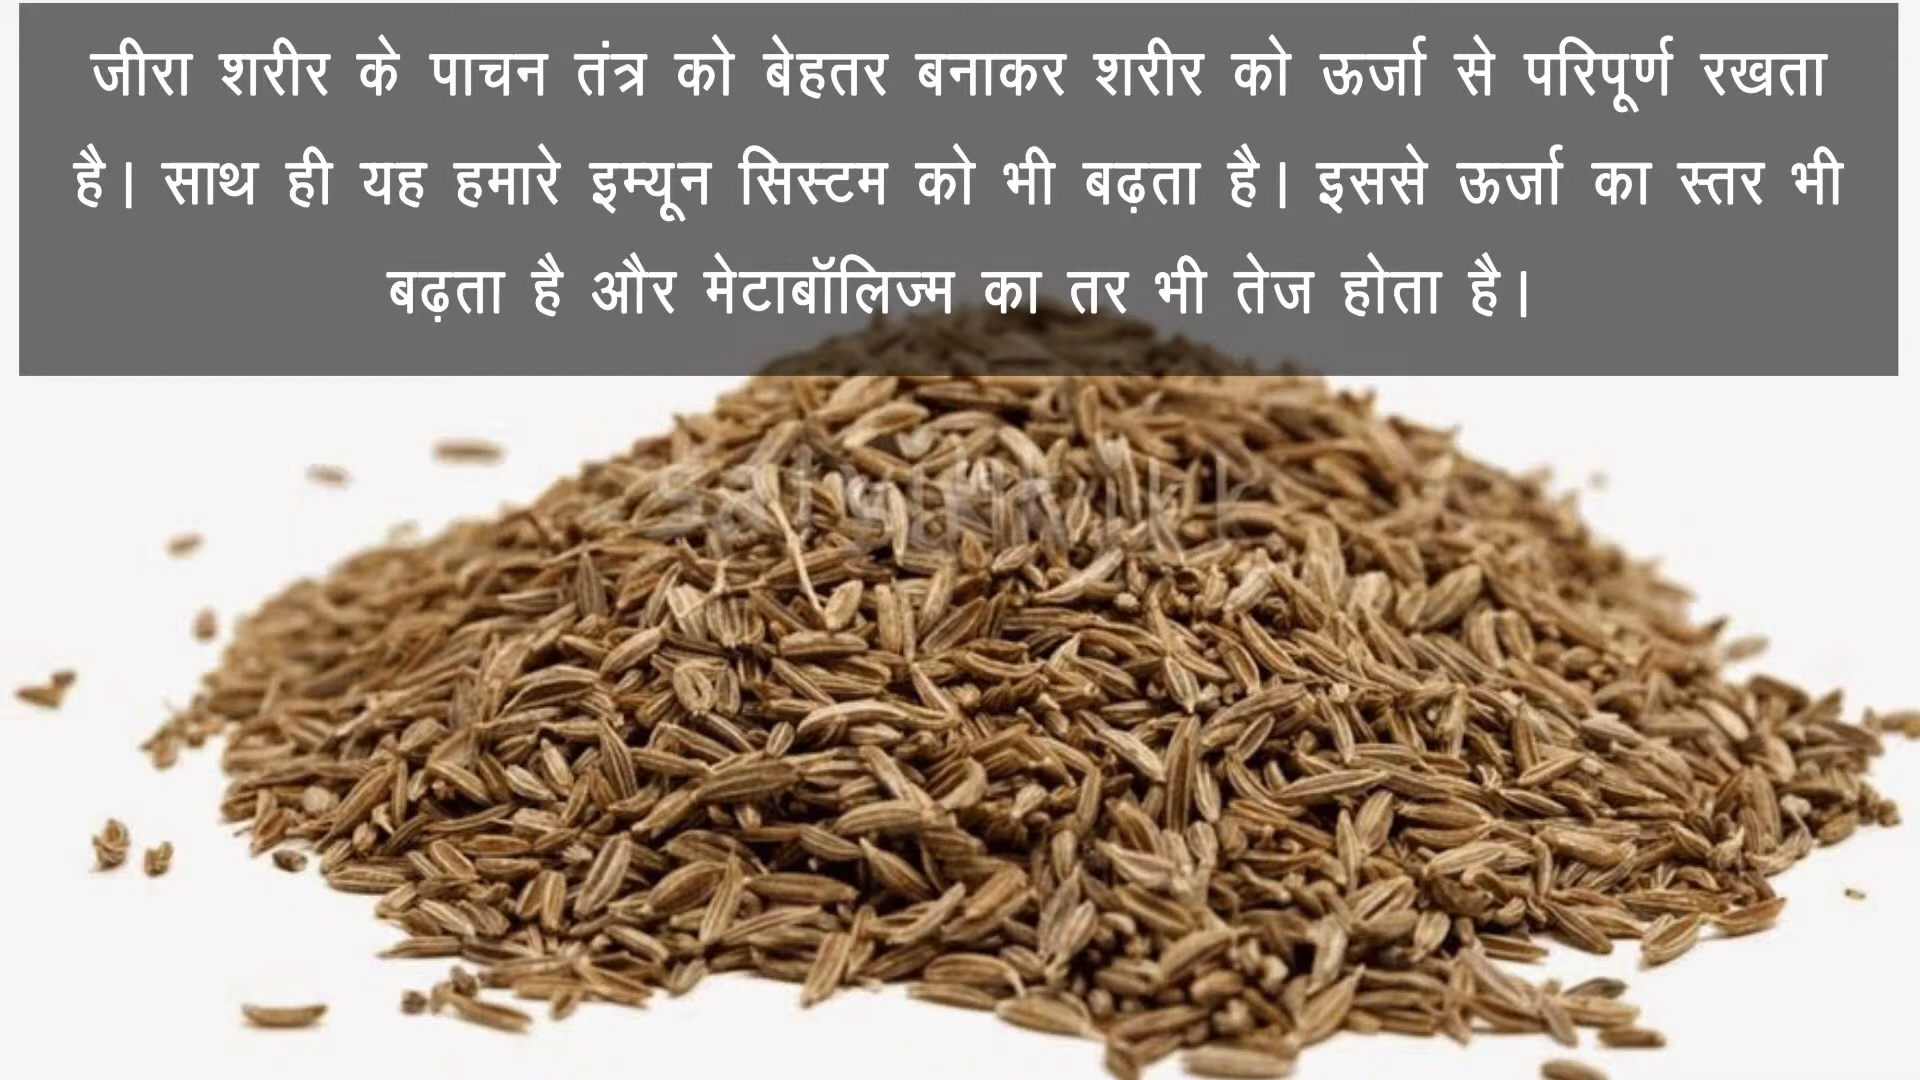 जीरा शरीर के पाचन तंत्र को बेहतर बनाकर शरीर को ऊर्जा से परिपूर्ण रखता
है। साथ ही यह हमारे इम्यून सिस्टम को भी बढ़ता है। इससे ऊर्जा का स्तर भी
बढ़ता है और मेटाबॉलिज्म का तर भी तेज होता है।